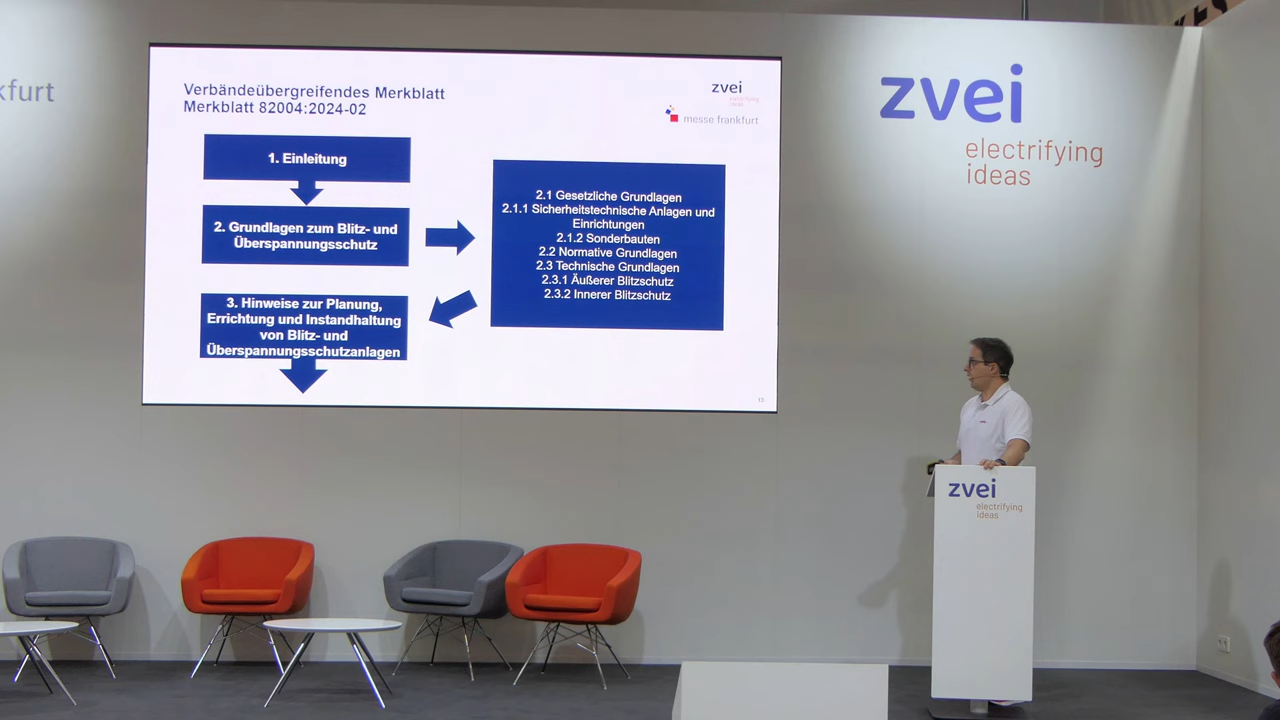 kfurt
Verbändeübergreifendes Merkblatt
Merkblatt 82004:2024-02
zvei
electrifying
ideas
messe frankfurt
1. Einleitung
2. Grundlagen zum Blitz- und
Überspannungsschutz
3. Hinweise zur Planung,
Errichtung und Instandhaltung
von Blitz- und
Überspannungsschutzanlagen
2.1 Gesetzliche Grundlagen
2.1.1 Sicherheitstechnische Anlagen und
Einrichtungen
2.1.2 Sonderbauten
2.2 Normative Grundlagen
2.3 Technische Grundlagen
2.3.1 Äußerer Blitzschutz
2.3.2 Innerer Blitzschutz
13
zvei
electrifying
ideas
zvei
electrifying
ideas